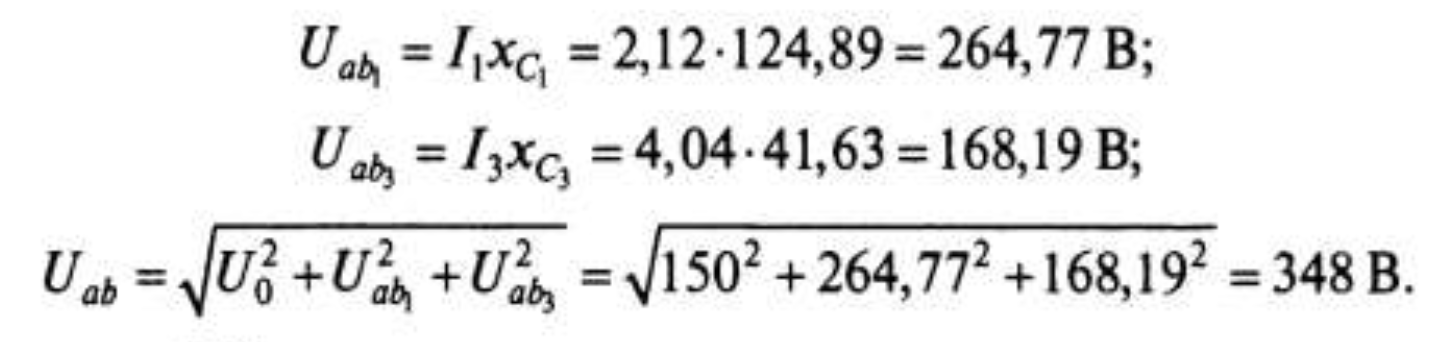 U_{ab_1} = I_1 x_{C_1} = 2,12 · 124,89 = 264,77 В;
U_{ab_3} = I_3 x_{C_3} = 4,04 · 41,63 = 168,19 В;
U_{ab} = √(U_0^2 + U_{ab_1}^2 + U_{ab_3}^2) = √(150^2 + 264,77^2 + 168,19^2) = 348 В.